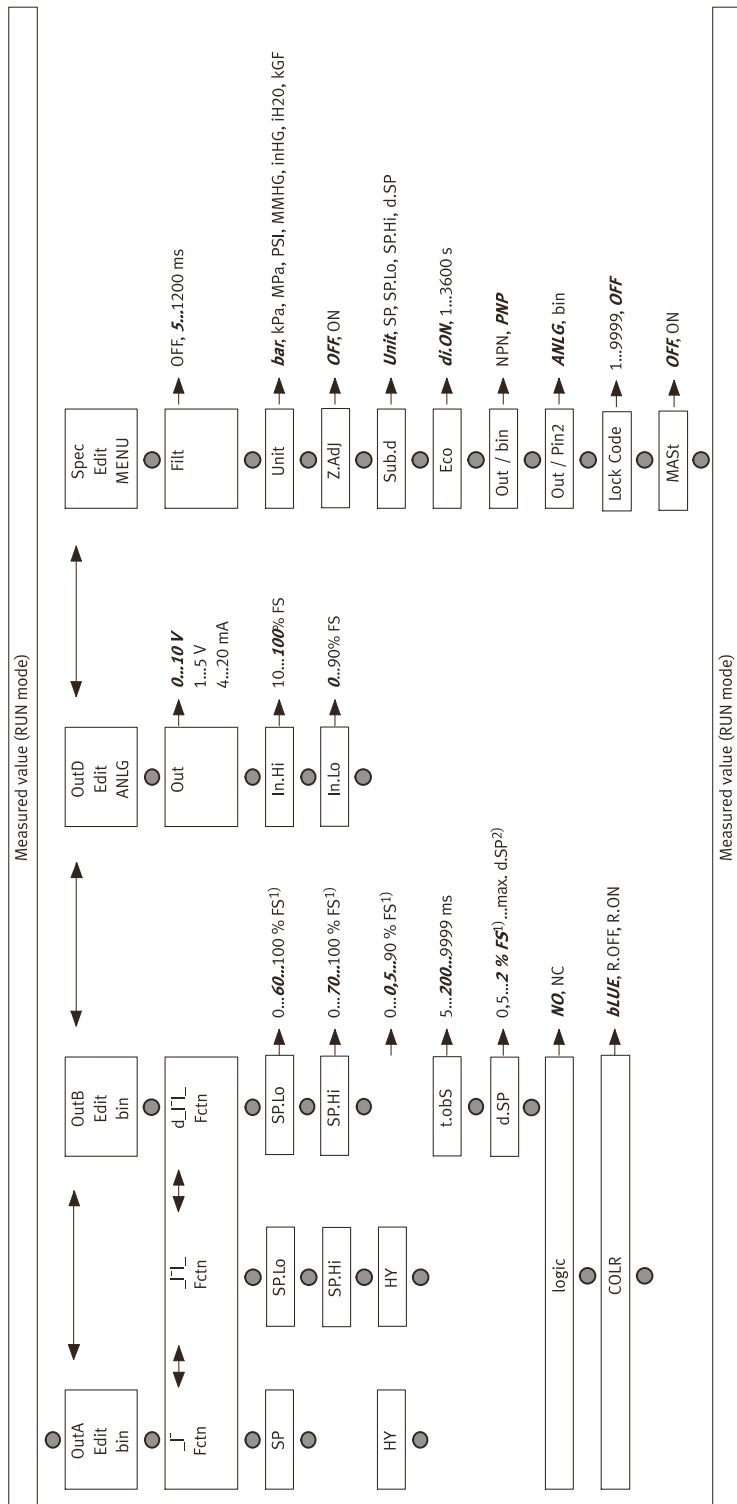 Measured value (RUN mode)
OutA
Edit
bin
OutB
Edit
bin
OutD
Edit
ANLG
Spec
Edit
MENU
Fctn
Fctn
d
Fctn
Out
0...10 V
1...5 V
4...20 mA
Filt
OFF, 5...1200 ms
SP
SP.Lo
SP.Lo
0...60...100 % FS1)
In.Hi
10...100% FS
Unit
bar, kPa, MPa, PSI, MMHG, inHG, iH20, kGF
SP.Hi
SP.Hi
0...70...100 % FS1)
In.Lo
0...90% FS
Z.AdJ
OFF, ON
HY
HY
0...0,5...90 % FS1)
Sub.d
Unit, SP, SP.Lo, SP.Hi, d.SP
t.obS
5...200...9999 ms
Eco
di.ON, 1...3600 s
d.SP
0,5...2 % FS1) ...max. d.SP2)
Out / bin
NPN, PNP
logic
NO, NC
Out / Pin2
ANLG, bin
COLR
bLUE, R.OFF, R.ON
Lock Code
1...9999, OFF
MASt
OFF, ON
Measured value (RUN mode)